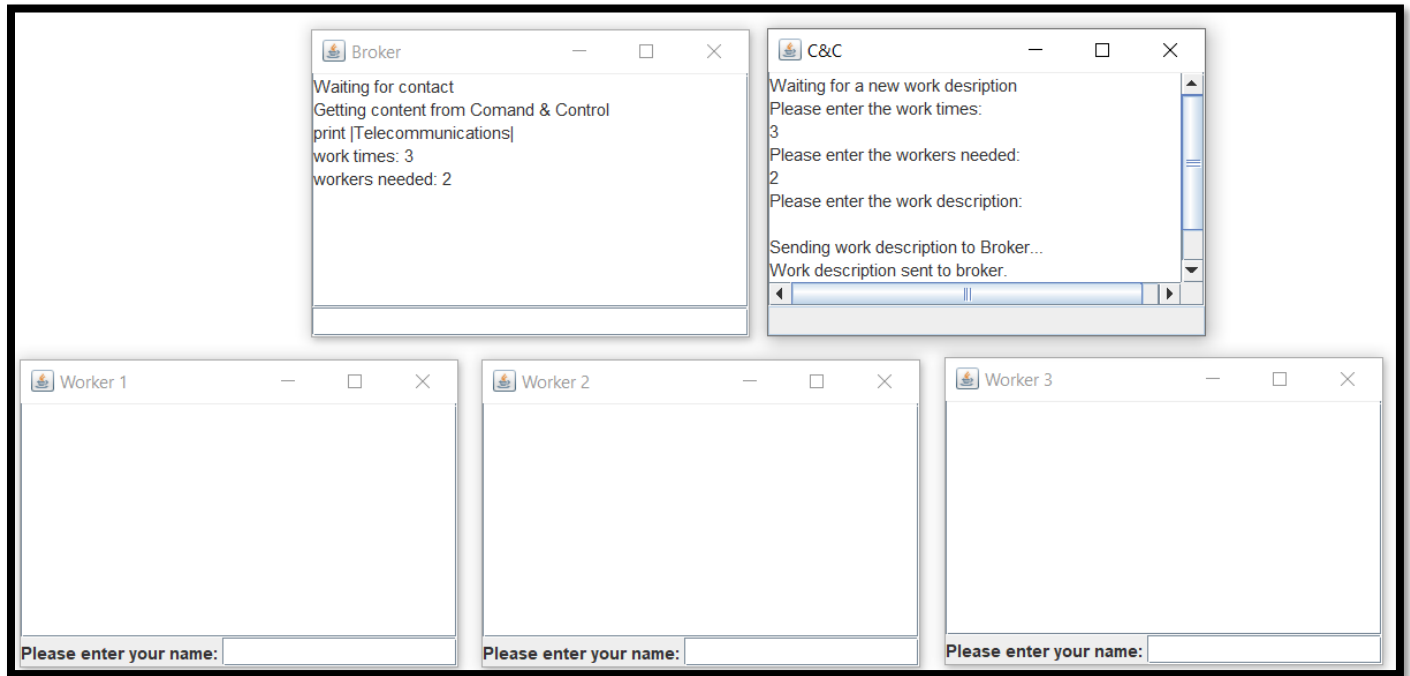 Broker
Waiting for contact
Getting content from Comand & Control
print |Telecommunications|
work times: 3
workers needed: 2
C&C
Waiting for a new work desription
Please enter the work times:
3
Please enter the workers needed:
2
Please enter the work description:
Sending work description to Broker...
Work description sent to broker.
Worker 1
Please enter your name:
Worker 2
Please enter your name:
Worker 3
Please enter your name: